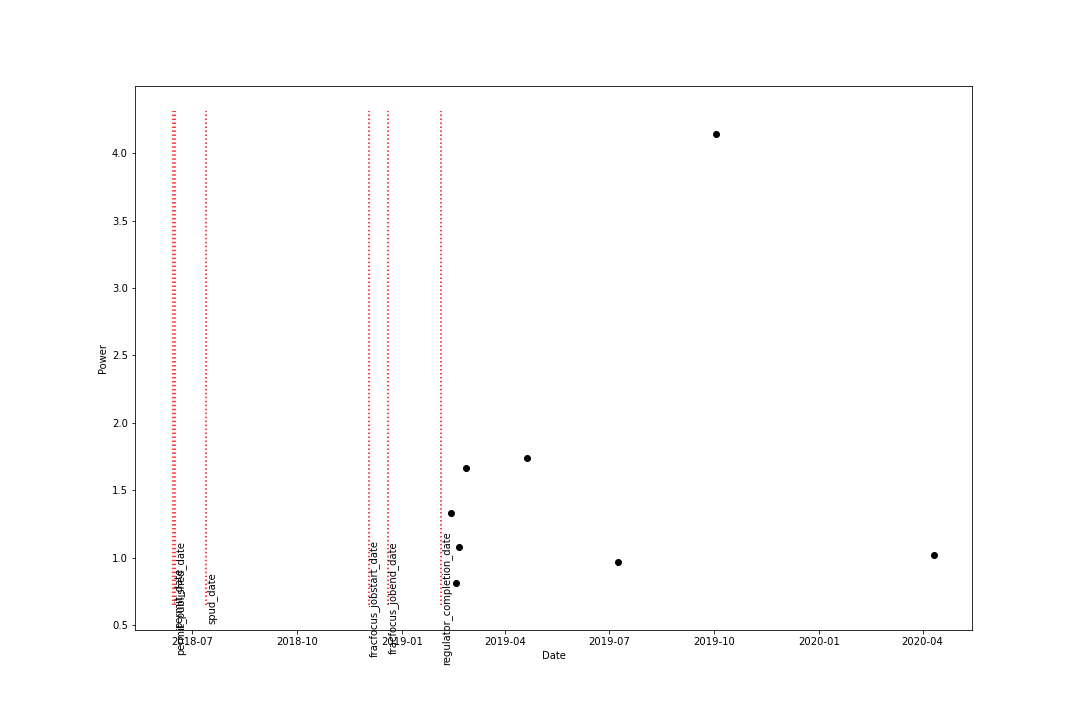 4.0
3.5
3.0
2.5
2.0
1.5
1.0
0.5
Power
permit_date
permit_published_date
spud_date
fracfocus_jobstart_date
fracfocus_jobend_date
regulator_completion_date
2018-07
2018-10
2019-01
2019-04
2019-07
2019-10
2020-01
2020-04
Date